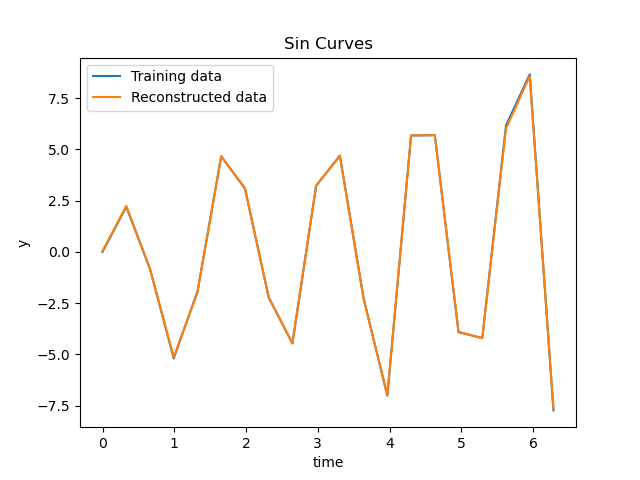 Sin Curves
Training data
Reconstructed data
7.5
5.0
2.5
0.0
−2.5
−5.0
−7.5
y
0 1 2 3 4 5 6
time